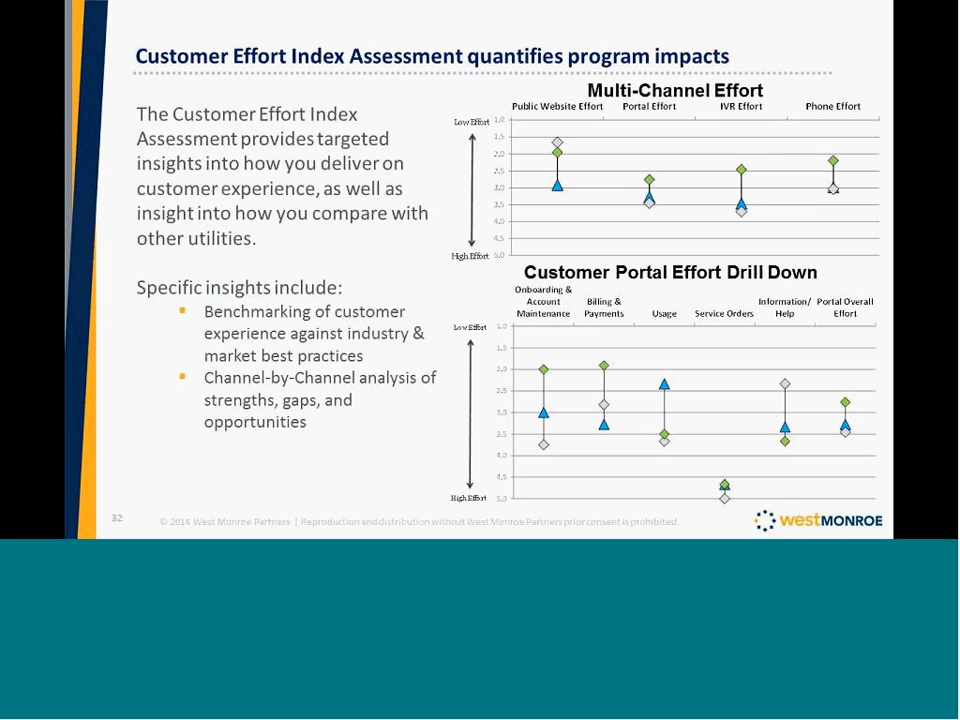 Customer Effort Index Assessment quantifies program impacts
The Customer Effort Index
Assessment provides targeted
insights into how you deliver on
customer experience, as well as
insight into how you compare with
other utilities.
Specific insights include:
Benchmarking of customer
experience against industry &
market best practices
Channel-by-Channel analysis of
strengths, gaps, and
opportunities
Multi-Channel Effort
Public Website Effort Portal Effort IVR Effort Phone Effort
Low Effort
1.0
1.5
2.0
2.5
3.0
3.5
4.0
4.5
High Effort
5.0
Customer Portal Effort Drill Down
Onboarding &
Account
Maintenance
Billing &
Payments
Usage
Service Orders
Information/
Help
Portal Overall
Effort
Low Effort
1.0
1.5
2.0
2.5
3.0
3.5
4.0
4.5
High Effort
5.0
32
© 2014 West Monroe Partners | Reproduction and distribution without West Monroe Partners prior consent is prohibited.
westMONROE